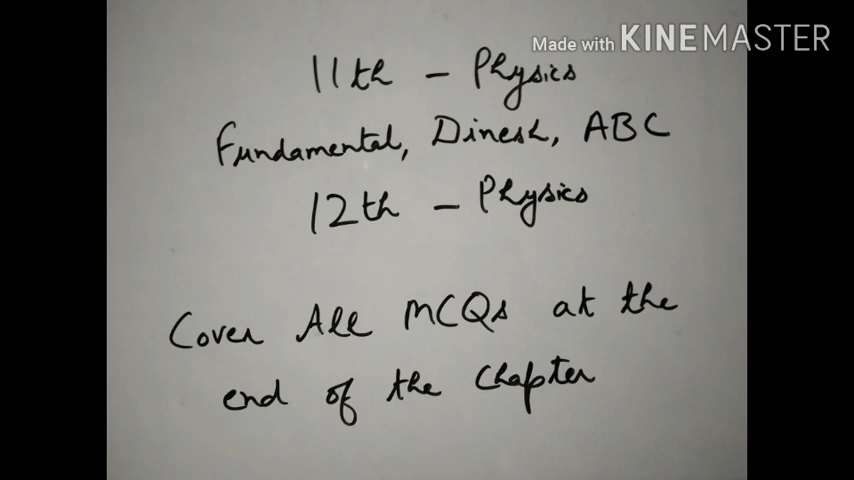 Made with KINEMASTER
11th - Physics
Fundamental, Dinesh, ABC
12th - Physics
Cover All MCQs at the
end of the Chapter